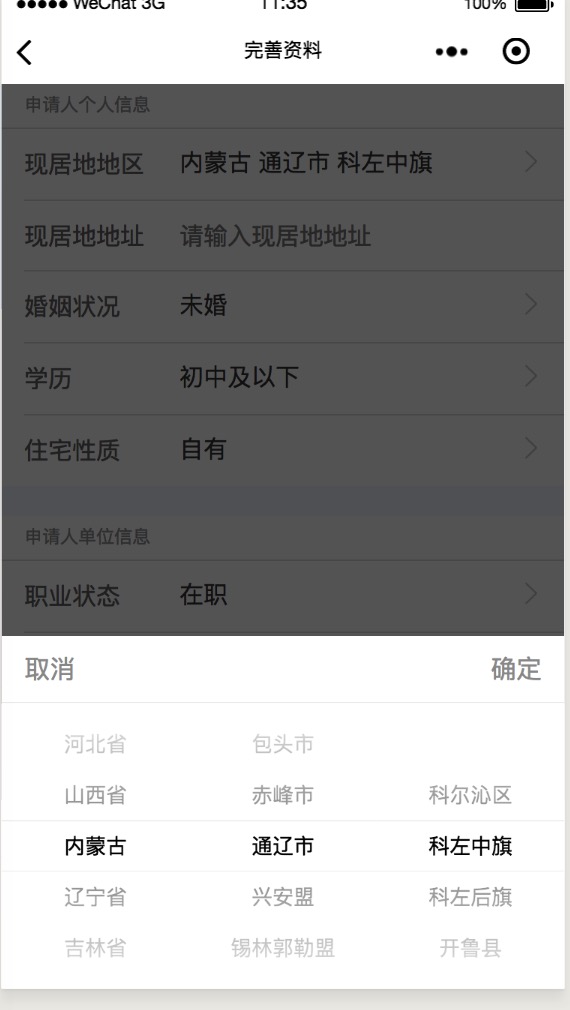 ●●●●● WeChat 3G 11:35 100%
完善资料
申请人个人信息
现居地地区 内蒙古 通辽市 科左中旗
现居地地址 请输入现居地地址
婚姻状况 未婚
学历 初中及以下
住宅性质 自有
申请人单位信息
职业状态 在职
取消 确定
河北省 包头市
山西省 赤峰市 科尔沁区
内蒙古 通辽市 科左中旗
辽宁省 兴安盟 科左后旗
吉林省 锡林郭勒盟 开鲁县